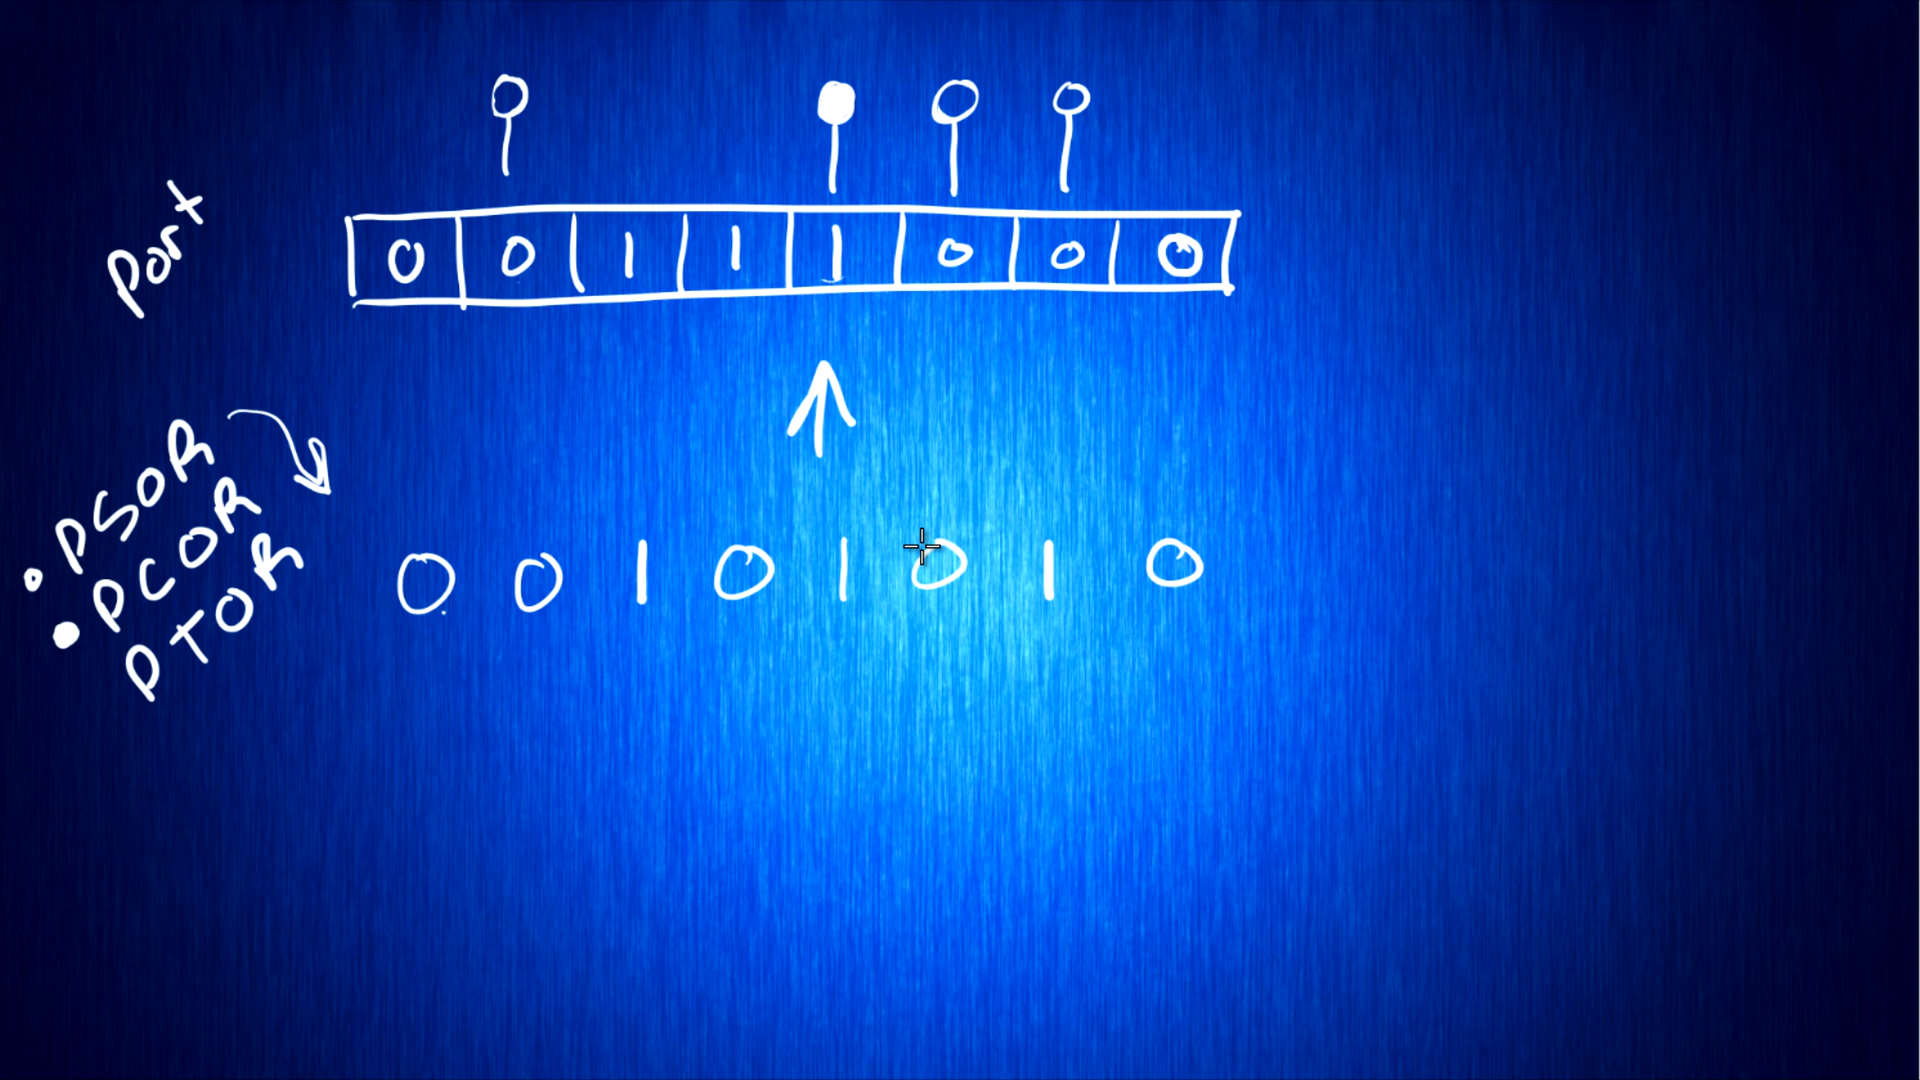 Port
0 0 1 1 1 0 0 0
PSOR
PCOR
PTOR
0 0 1 0 1 0 1 0